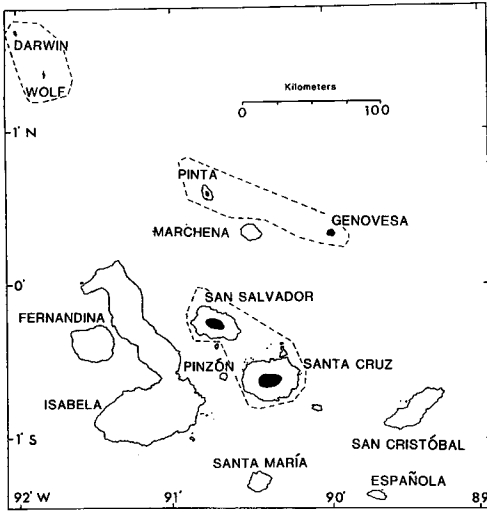 DARWIN
WOLF
Kilometers
0 100
1' N
PINTA
GENOVESA
MARCHENA
0'
SAN SALVADOR
FERNANDINA
PINZÓN
SANTA CRUZ
ISABELA
1' S
SAN CRISTÓBAL
SANTA MARÍA
ESPAÑOLA
92' W 91' 90' 89'